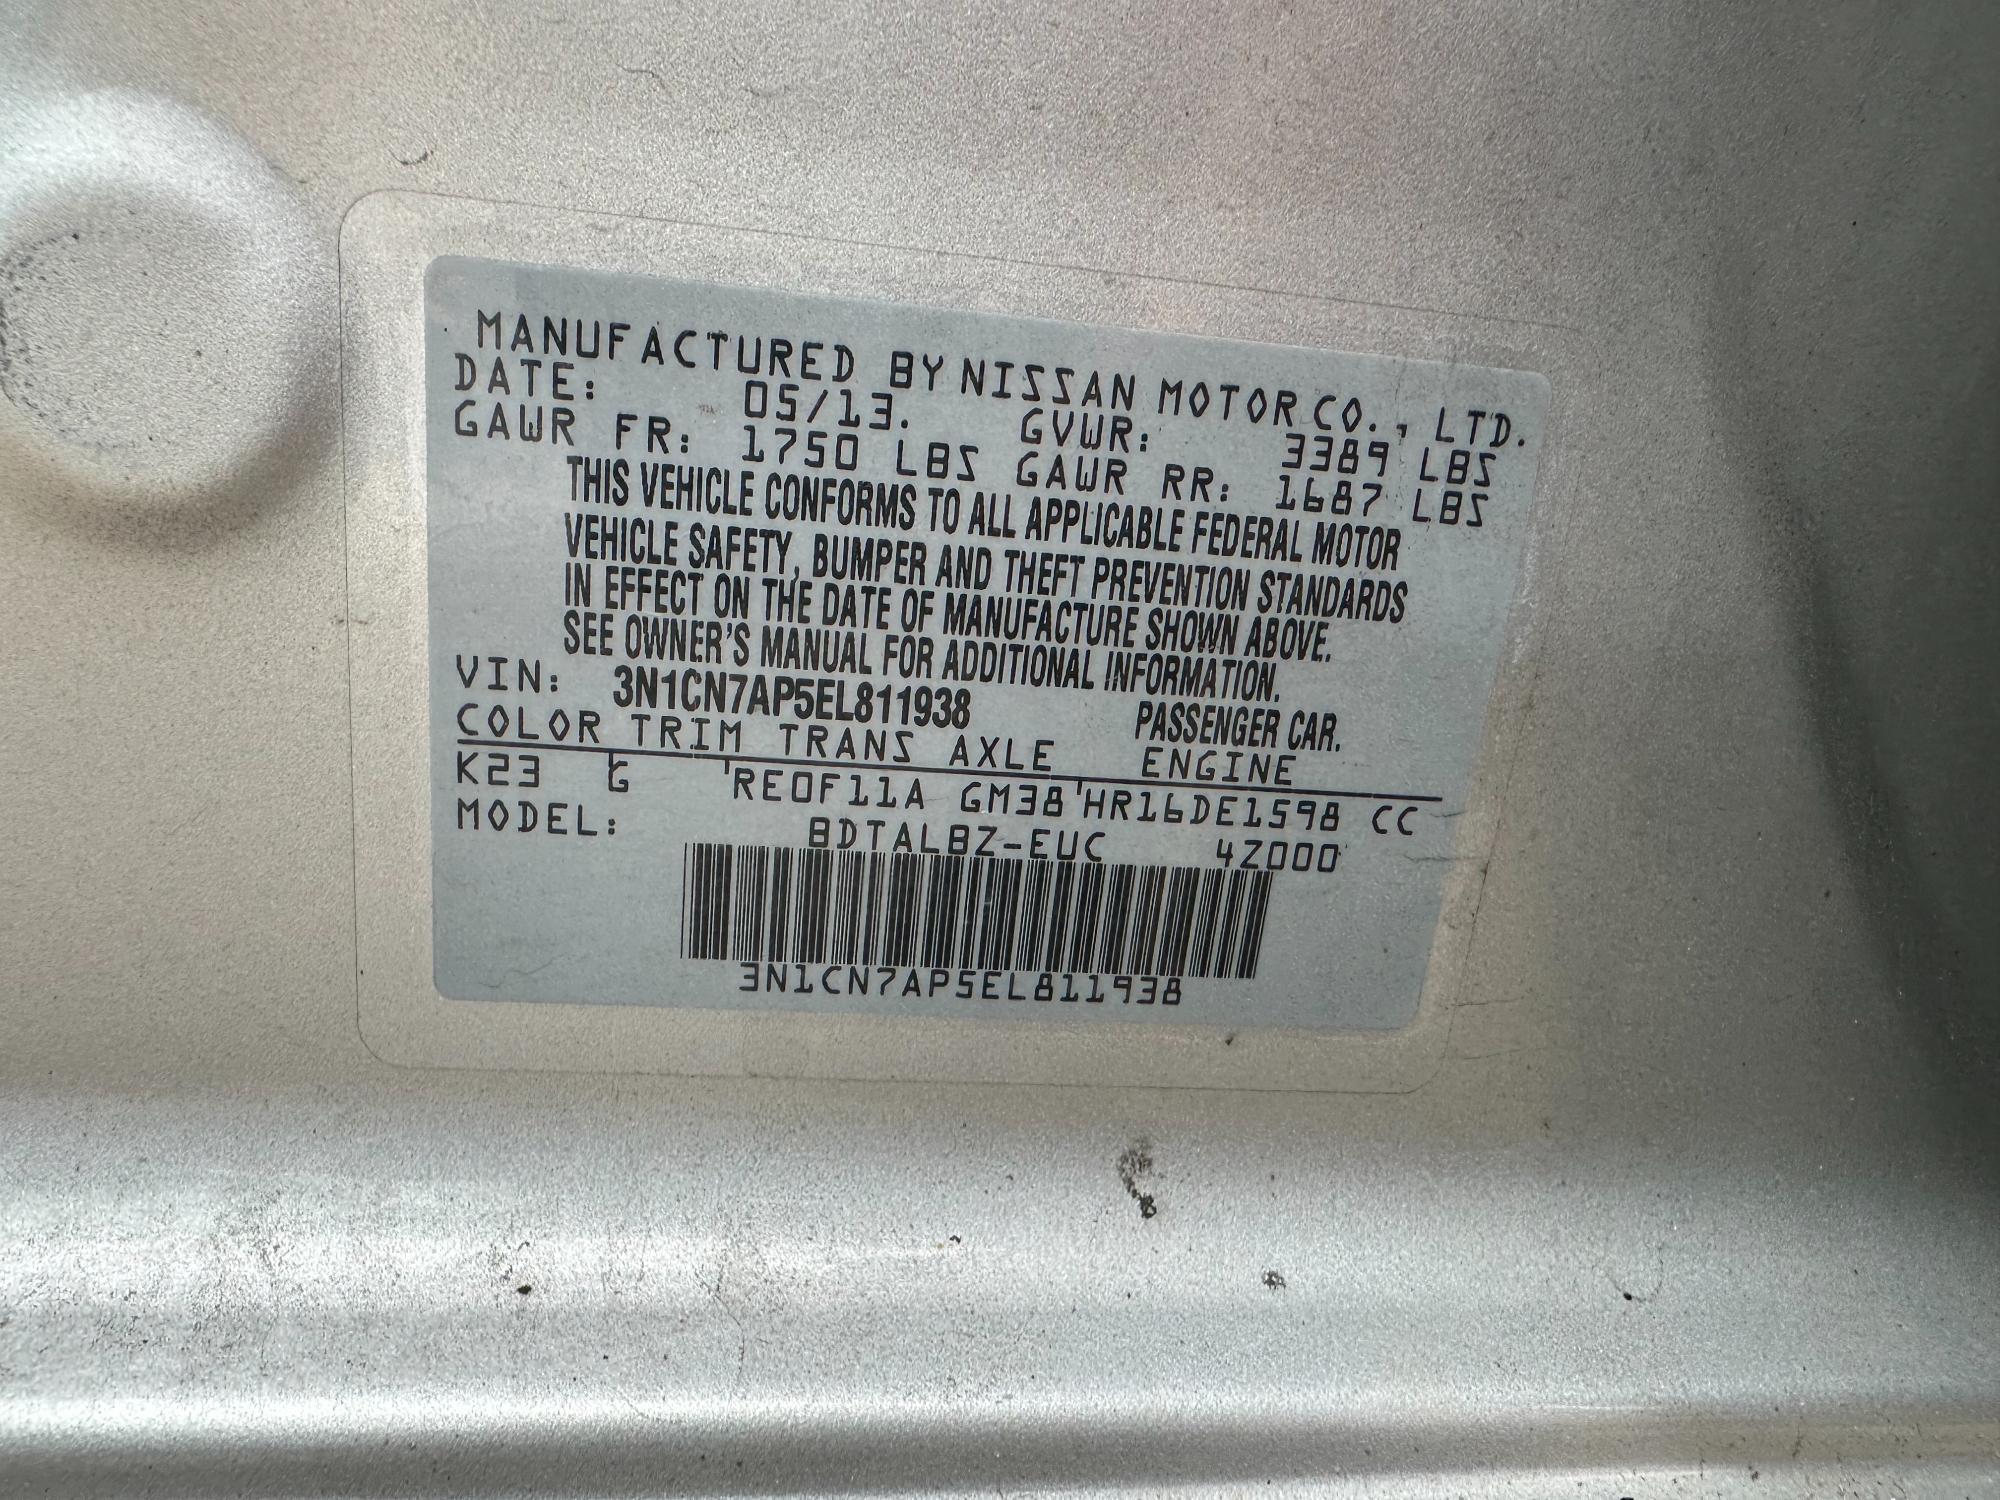 MANUFACTURED BY NISSAN MOTOR CO., LTD.
DATE: 05/13. GVWR: 3389 LBS
GAWR FR: 1750 LBS GAWR RR: 1687 LBS
THIS VEHICLE CONFORMS TO ALL APPLICABLE FEDERAL MOTOR
VEHICLE SAFETY, BUMPER AND THEFT PREVENTION STANDARDS
IN EFFECT ON THE DATE OF MANUFACTURE SHOWN ABOVE.
SEE OWNER'S MANUAL FOR ADDITIONAL INFORMATION.
VIN: 3N1CN7AP5EL811938 PASSENGER CAR.
COLOR TRIM TRANS AXLE ENGINE
K23 G RE0F11A GM38 HR16DE1598 CC
MODEL: BDTALBZ-EUC 4Z000
3N1CN7AP5EL811938